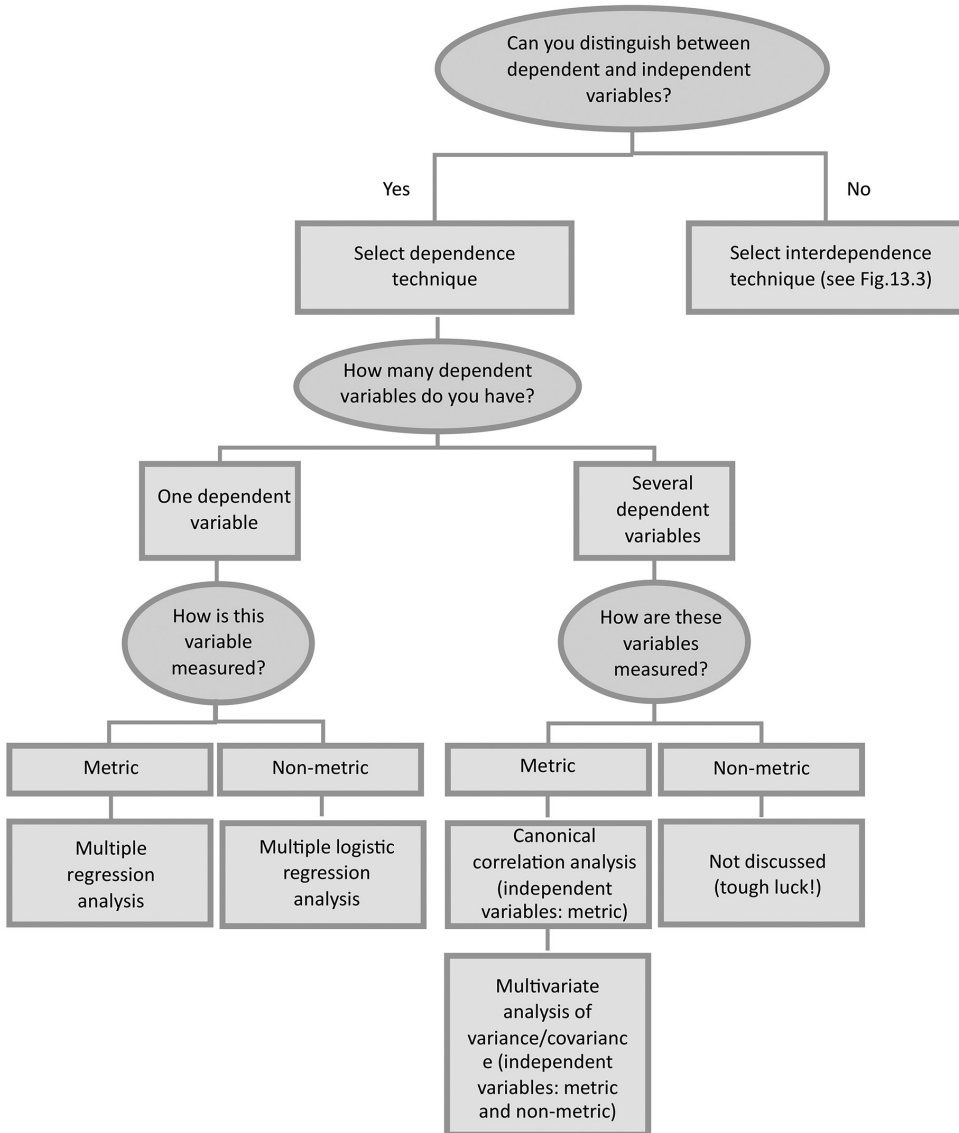 Can you distinguish between
dependent and independent
variables?
Yes
No
Select dependence
technique
Select interdependence
technique (see Fig.13.3)
How many dependent
variables do you have?
One dependent
variable
Several
dependent
variables
How is this
variable
measured?
How are these
variables
measured?
Metric
Non-metric
Metric
Non-metric
Multiple
regression
analysis
Multiple logistic
regression
analysis
Canonical
correlation analysis
(independent
variables: metric)
Not discussed
(tough luck!)
Multivariate
analysis of
variance/covarianc
e (independent
variables: metric
and non-metric)